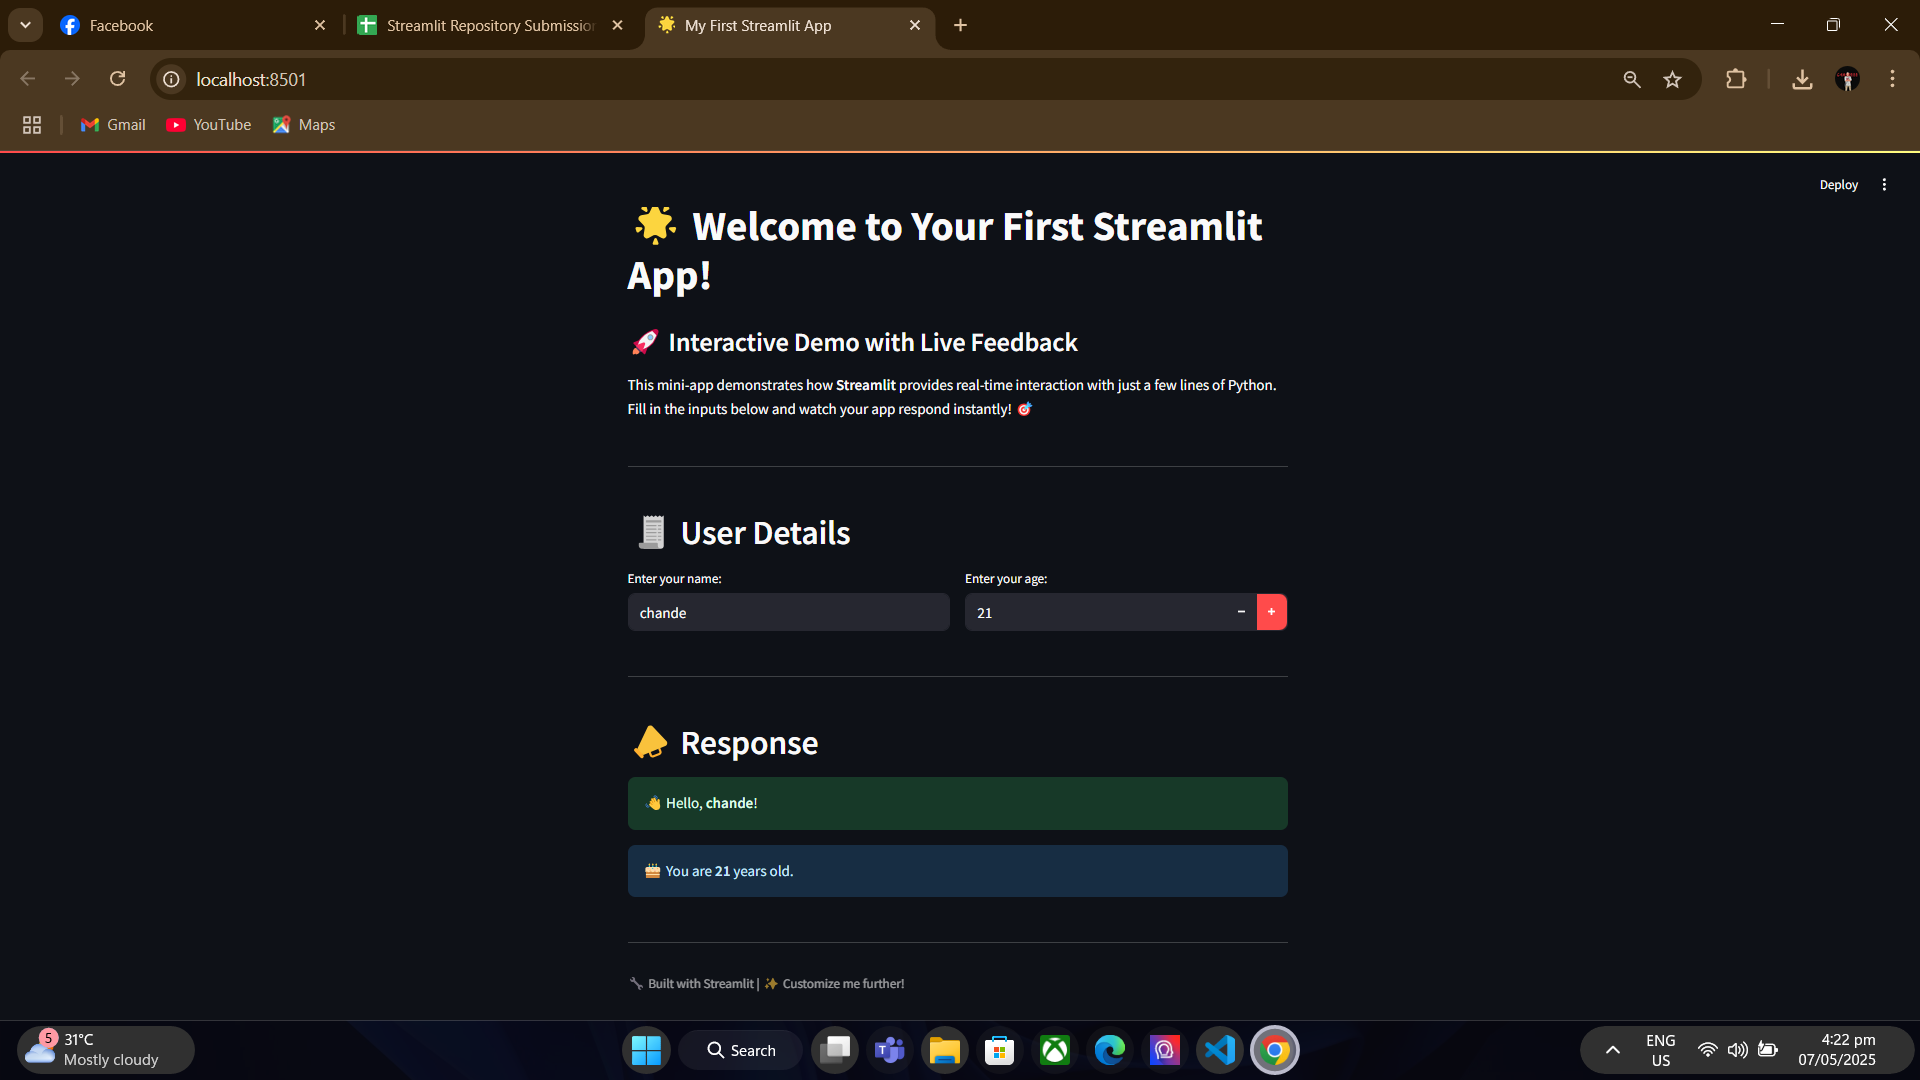 Facebook
Streamlit Repository Submission
My First Streamlit App
localhost:8501
Gmail
YouTube
Maps
Deploy
Welcome to Your First Streamlit
App!
Interactive Demo with Live Feedback
This mini-app demonstrates how Streamlit provides real-time interaction with just a few lines of Python.
Fill in the inputs below and watch your app respond instantly! 🎯
User Details
Enter your name:
Enter your age:
chande
21
Response
👋 Hello, chande!
🎂 You are 21 years old.
🔧 Built with Streamlit | ✨ Customize me further!
5
31°C
Mostly cloudy
Search
ENG
US
4:22 pm
07/05/2025